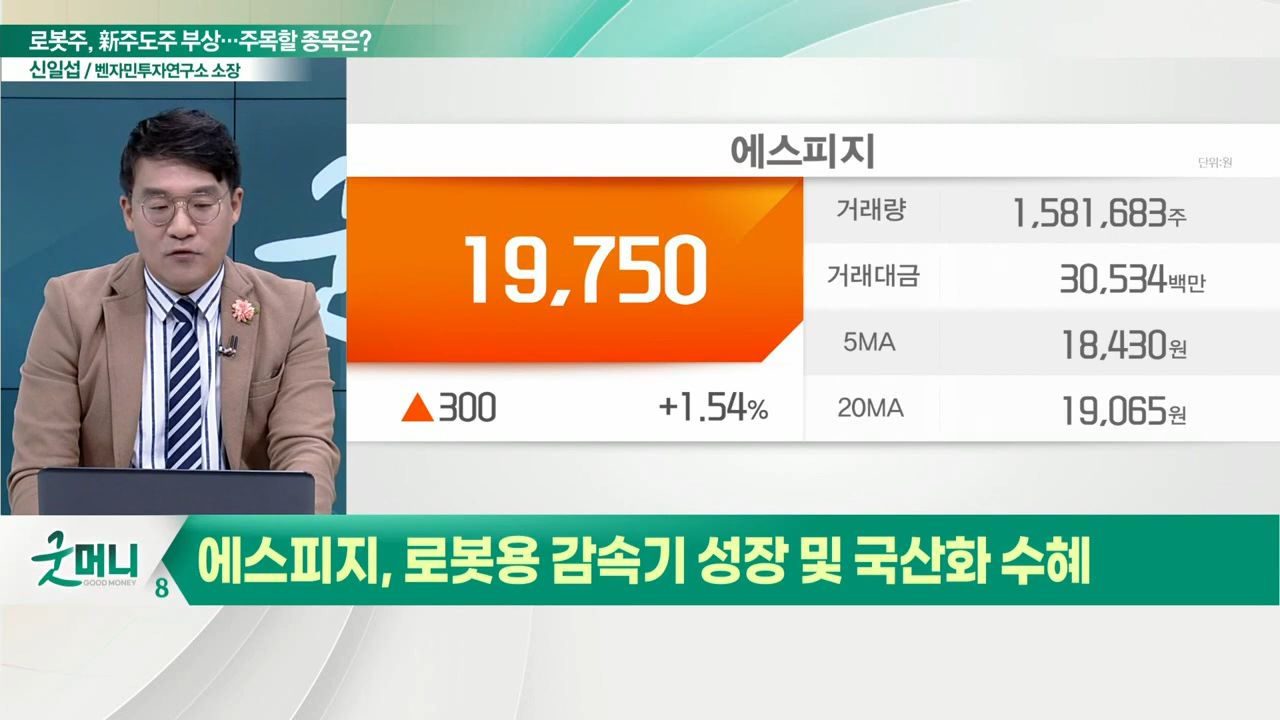 로봇주, 新주도주 부상…주목할 종목은?
신일섭 / 벤자민투자연구소 소장
에스피지
단위:원
19,750
▲300 +1.54%
거래량 1,581,683주
거래대금 30,534백만
5MA 18,430원
20MA 19,065원
굿머니
GOOD MONEY
8
에스피지, 로봇용 감속기 성장 및 국산화 수혜